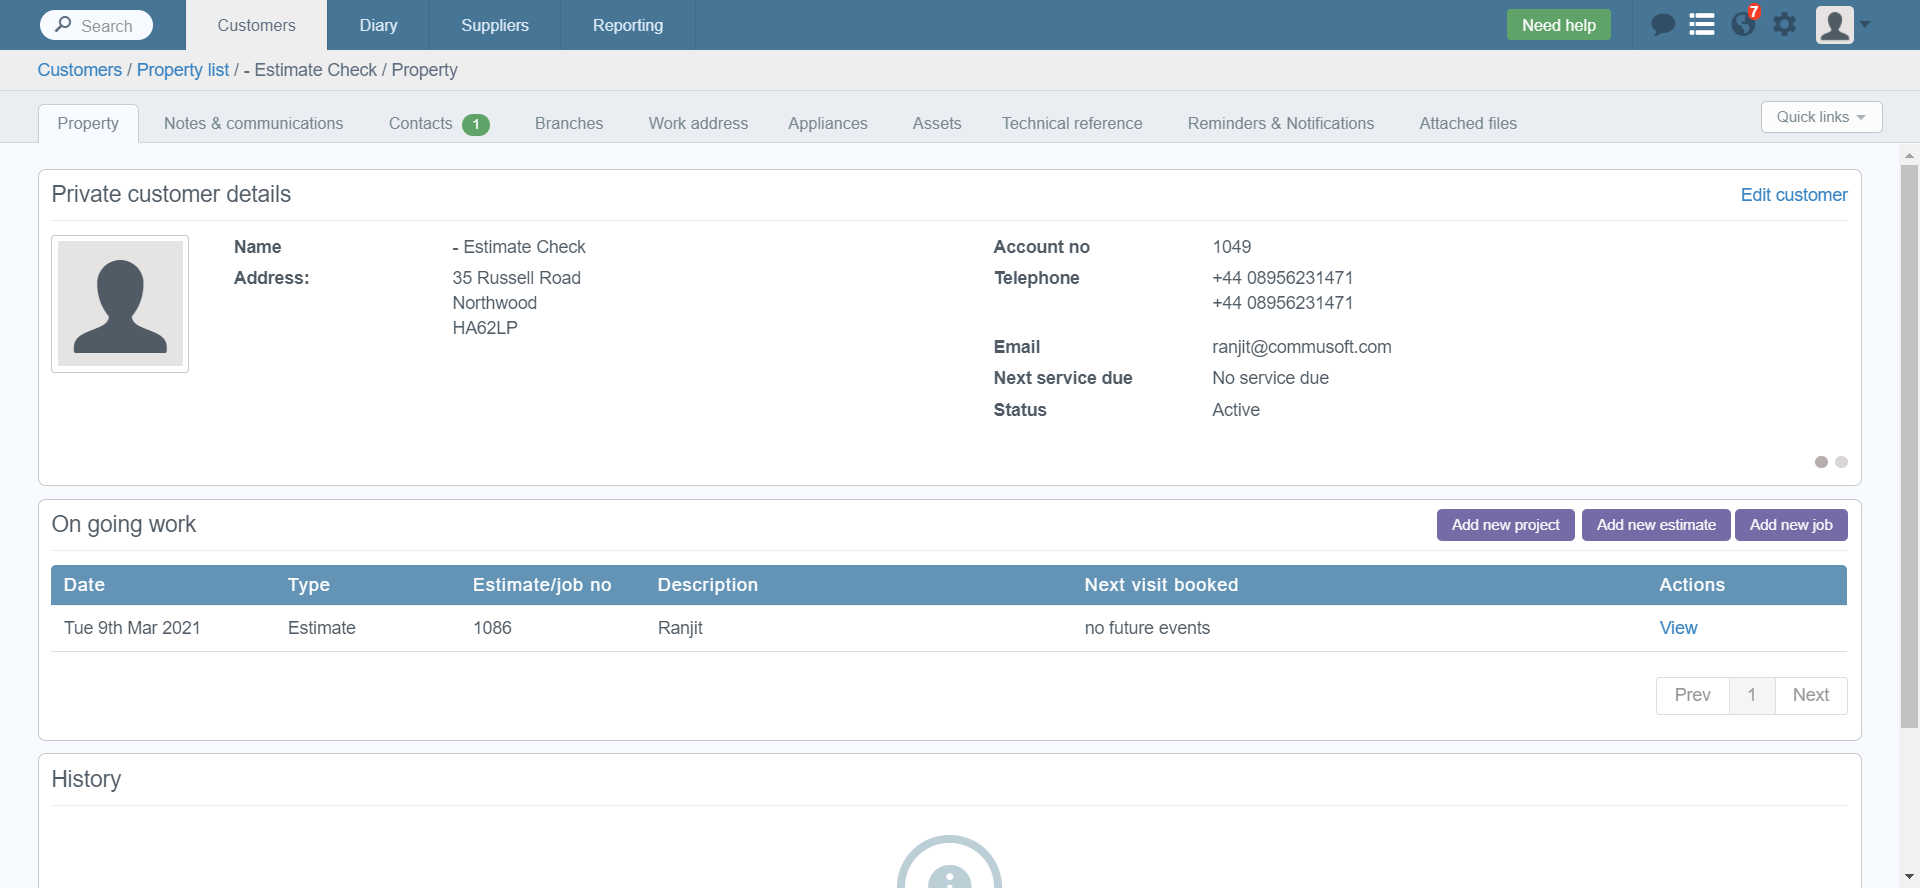 Search Customers Diary Suppliers Reporting Need help 7
Customers / Property list / - Estimate Check / Property
Property Notes & communications Contacts 1 Branches Work address Appliances Assets Technical reference Reminders & Notifications Attached files Quick links
Private customer details Edit customer
Name - Estimate Check Account no 1049
Address: 35 Russell Road Telephone +44 08956231471
Northwood +44 08956231471
HA62LP
Email ranjit@commusoft.com
Next service due No service due
Status Active
On going work Add new project Add new estimate Add new job
Date Type Estimate/job no Description Next visit booked Actions
Tue 9th Mar 2021 Estimate 1086 Ranjit no future events View
Prev 1 Next
History